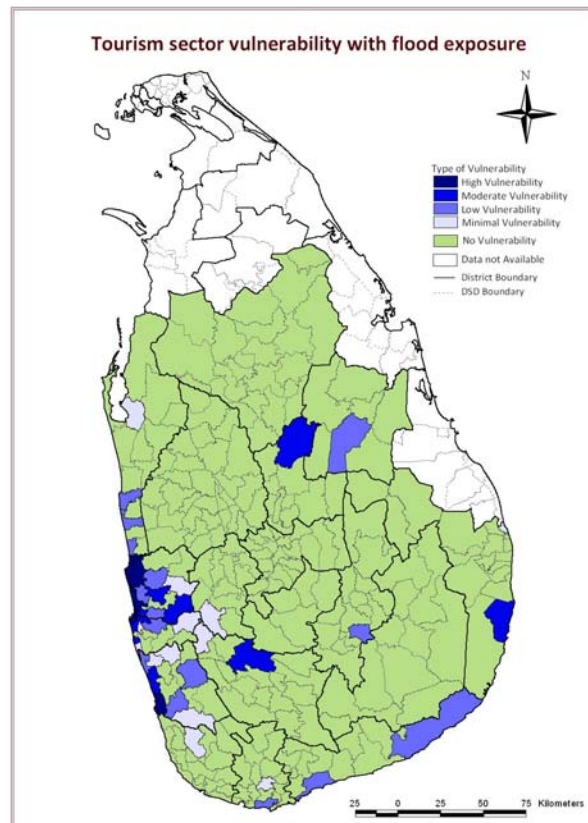 Tourism sector vulnerability with flood exposure
N
Type of Vulnerability
High Vulnerability
Moderate Vulnerability
Low Vulnerability
Minimal Vulnerability
No Vulnerability
Data not Available
District Boundary
DSD Boundary
25 0 25 50 75 Kilometers